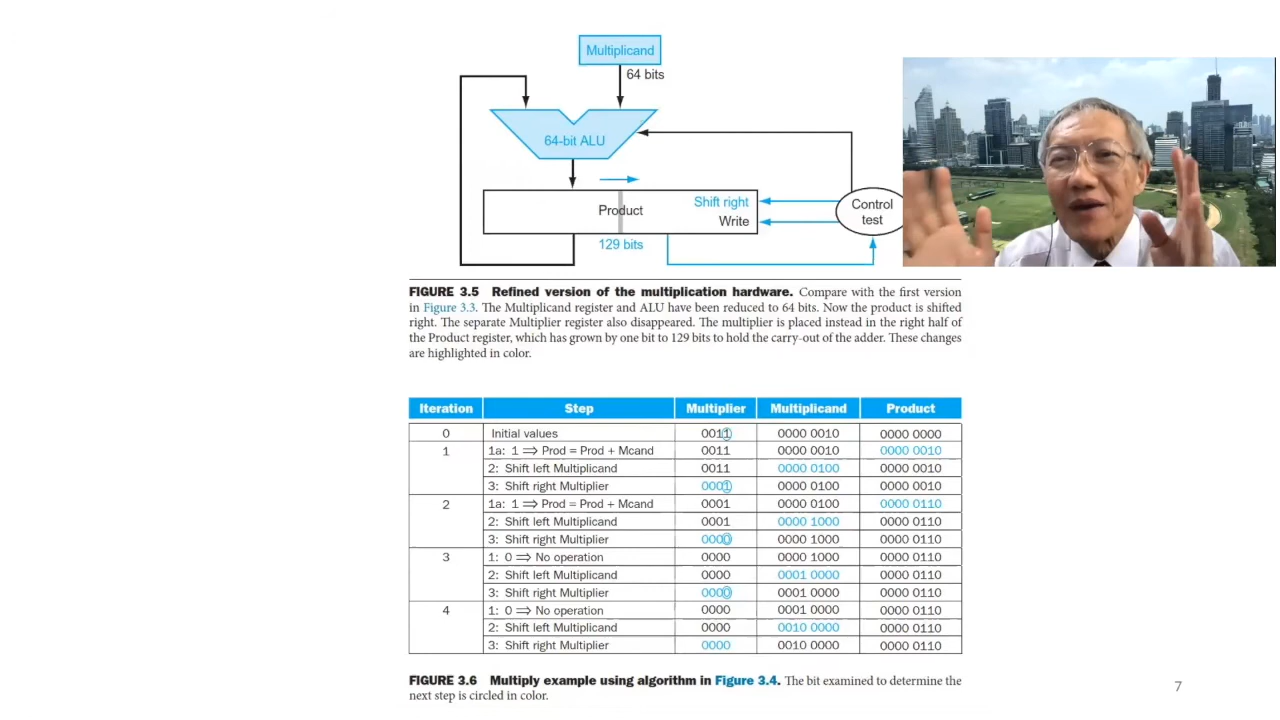 Multiplicand
64 bits
64-bit ALU
Product
Shift right
Write
Control
test
129 bits
FIGURE 3.5 Refined version of the multiplication hardware. Compare with the first version
in Figure 3.3. The Multiplicand register and ALU have been reduced to 64 bits. Now the product is shifted
right. The separate Multiplier register also disappeared. The multiplier is placed instead in the right half of
the Product register, which has grown by one bit to 129 bits to hold the carry-out of the adder. These changes
are highlighted in color.
Iteration Step Multiplier Multiplicand Product
0 Initial values 0011 0000 0010 0000 0000
1 1a: 1 ⟹ Prod = Prod + Mcand 0011 0000 0010 0000 0010
2: Shift left Multiplicand 0011 0000 0100 0000 0010
3: Shift right Multiplier 0001 0000 0100 0000 0010
2 1a: 1 ⟹ Prod = Prod + Mcand 0001 0000 0100 0000 0110
2: Shift left Multiplicand 0001 0000 1000 0000 0110
3: Shift right Multiplier 0000 0000 1000 0000 0110
3 1: 0 ⟹ No operation 0000 0000 1000 0000 0110
2: Shift left Multiplicand 0000 0001 0000 0000 0110
3: Shift right Multiplier 0000 0001 0000 0000 0110
4 1: 0 ⟹ No operation 0000 0001 0000 0000 0110
2: Shift left Multiplicand 0000 0010 0000 0000 0110
3: Shift right Multiplier 0000 0010 0000 0000 0110
FIGURE 3.6 Multiply example using algorithm in Figure 3.4. The bit examined to determine the
next step is circled in color.
7